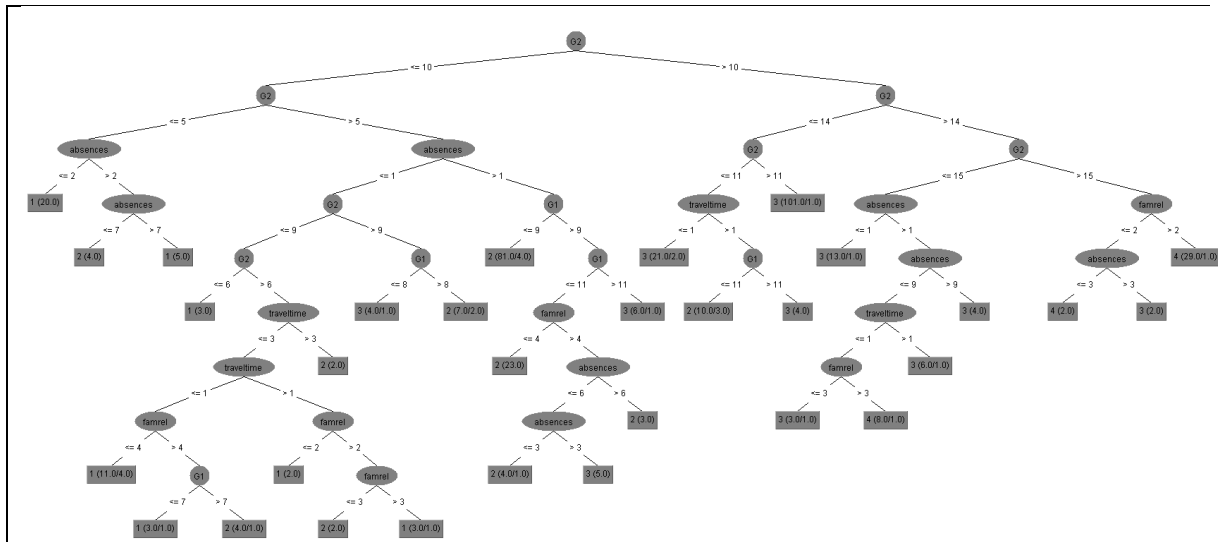 G2
<= 10 > 10
G2 G2
<= 5 > 5 <= 14 > 14
absences absences G2 G2
<= 2 > 2 <= 1 > 1 <= 11 > 11 <= 15 > 15
1 (20.0) absences G2 G1 traveltime 3 (101.0/1.0) absences famrel
<= 7 > 7 <= 9 > 9 <= 9 > 9 <= 1 > 1 <= 1 > 1 <= 2 > 2
2 (4.0) 1 (5.0) G2 G1 2 (81.0/4.0) G1 3 (21.0/2.0) G1 3 (13.0/1.0) absences absences 4 (29.0/1.0)
<= 6 > 6 <= 8 > 8 <= 11 > 11 <= 11 > 11 <= 9 > 9 <= 3 > 3
1 (3.0) traveltime 3 (4.0/1.0) 2 (7.0/2.0) famrel 3 (6.0/1.0) 2 (10.0/3.0) 3 (4.0) traveltime 3 (4.0) 4 (2.0) 3 (2.0)
<= 3 > 3 <= 4 > 4 <= 1 > 1
traveltime 2 (2.0) 2 (23.0) absences famrel 3 (6.0/1.0)
<= 1 > 1 <= 6 > 6 <= 3 > 3
famrel famrel absences 2 (3.0) 3 (3.0/1.0) 4 (8.0/1.0)
<= 4 > 4 <= 2 > 2 <= 3 > 3
1 (11.0/4.0) G1 1 (2.0) famrel 2 (4.0/1.0) 3 (5.0)
<= 7 > 7 <= 3 > 3
1 (3.0/1.0) 2 (4.0/1.0) 2 (2.0) 1 (3.0/1.0)